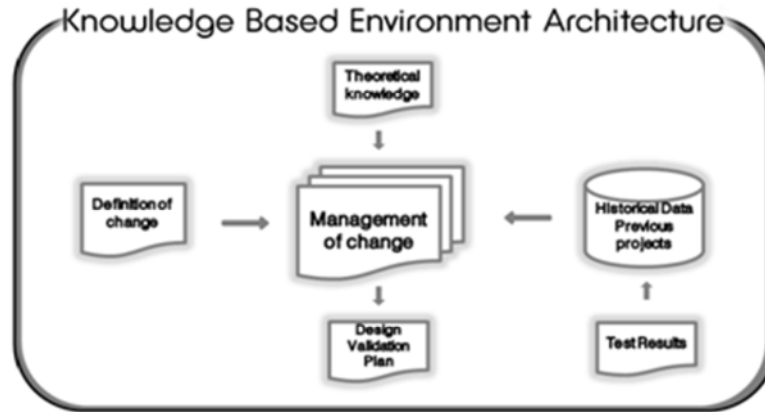 Knowledge Based Environment Architecture
Theoretical
knowledge
Definition of
change
Management
of change
Historical Data
Previous
projects
Design
Validation
Plan
Test Results